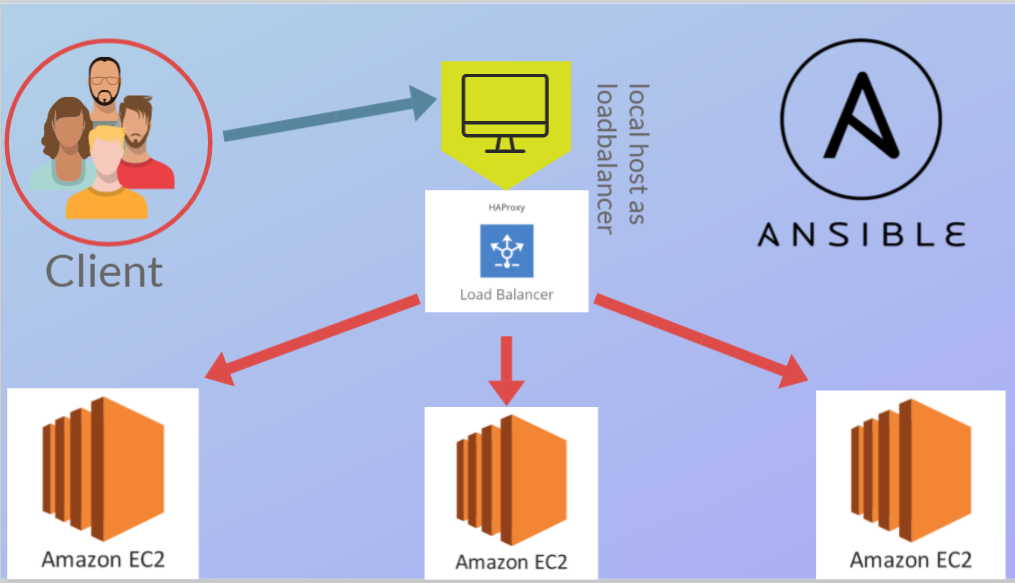 Client
local host as
loadbalancer
HAProxy
Load Balancer
ANSIBLE
Amazon EC2
Amazon EC2
Amazon EC2